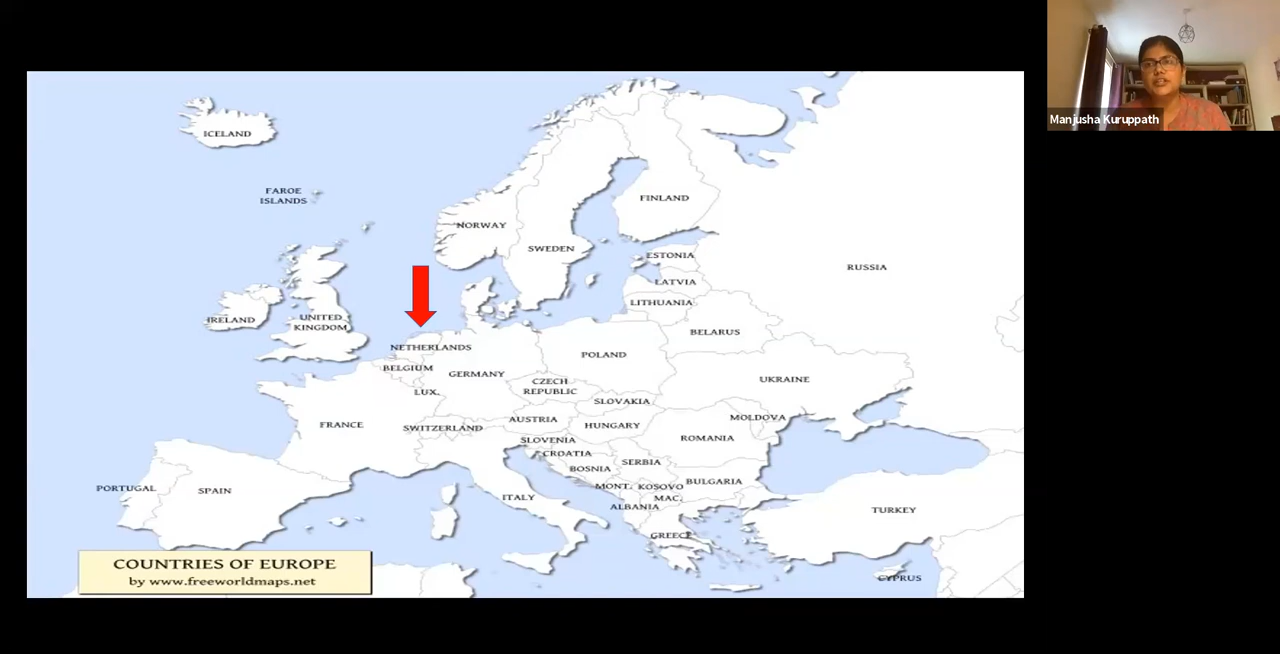 Manjusha Kuruppath
ICELAND
FAROE
ISLANDS
FINLAND
NORWAY
SWEDEN
ESTONIA
RUSSIA
LATVIA
LITHUANIA
IRELAND
UNITED
KINGDOM
BELARUS
NETHERLANDS
POLAND
BELGIUM
GERMANY
UKRAINE
CZECH
REPUBLIC
LUX.
SLOVAKIA
FRANCE
SWITZERLAND
AUSTRIA
HUNGARY
MOLDOVA
SLOVENIA
ROMANIA
CROATIA
BOSNIA
SERBIA
PORTUGAL
SPAIN
MONT.
KOSOVO
BULGARIA
ITALY
MAC.
ALBANIA
TURKEY
GREECE
CYPRUS
COUNTRIES OF EUROPE
by www.freeworldmaps.net